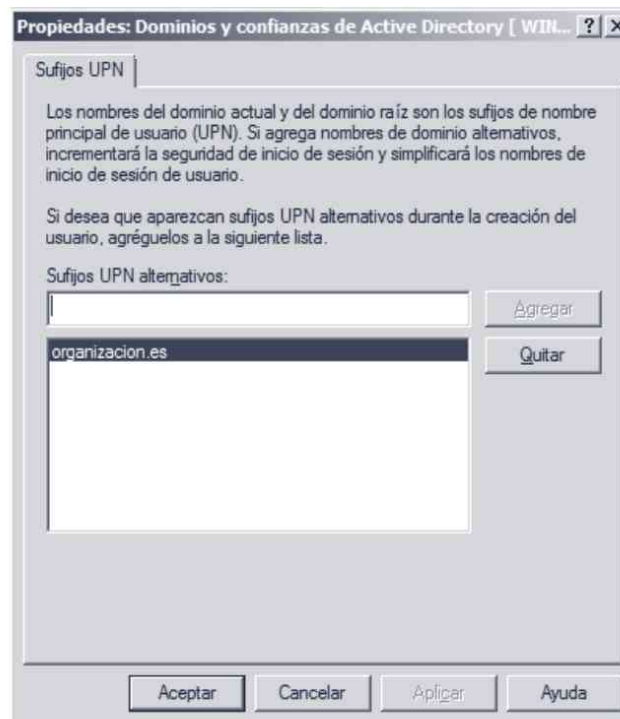 Propiedades: Dominios y confianzas de Active Directory [ WIN... ? X
Sufijos UPN
Los nombres del dominio actual y del dominio raíz son los sufijos de nombre
principal de usuario (UPN). Si agrega nombres de dominio alternativos,
incrementará la seguridad de inicio de sesión y simplificará los nombres de
inicio de sesión de usuario.
Si desea que aparezcan sufijos UPN alternativos durante la creación del
usuario, agréguelos a la siguiente lista.
Sufijos UPN alternativos:
Agregar
organizacion.es
Quitar
Aceptar Cancelar Aplicar Ayuda